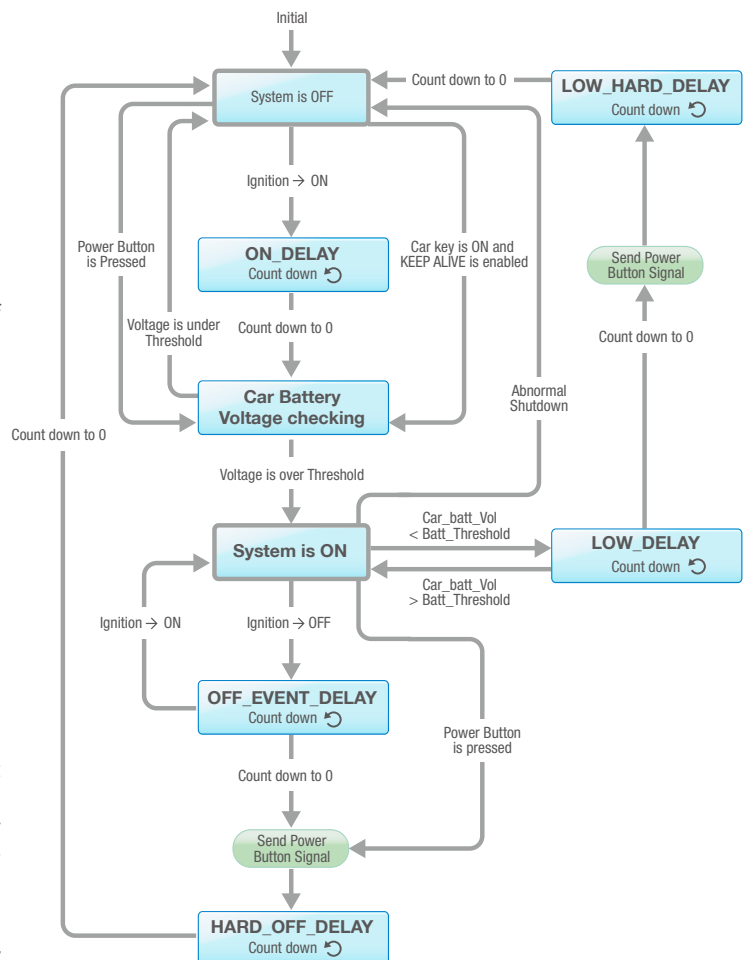 Initial
System is OFF
Count down to 0
LOW_HARD_DELAY
Count down
Ignition → ON
Power Button
is Pressed
ON_DELAY
Count down
Car key is ON and
KEEP ALIVE is enabled
Send Power
Button Signal
Voltage is under
Threshold
Count down to 0
Count down to 0
Car Battery
Voltage checking
Abnormal
Shutdown
Count down to 0
Voltage is over Threshold
System is ON
Car_batt_Vol
< Batt_Threshold
LOW_DELAY
Count down
Car_batt_Vol
> Batt_Threshold
Ignition → ON
Ignition → OFF
OFF_EVENT_DELAY
Count down
Power Button
is pressed
Count down to 0
Send Power
Button Signal
HARD_OFF_DELAY
Count down